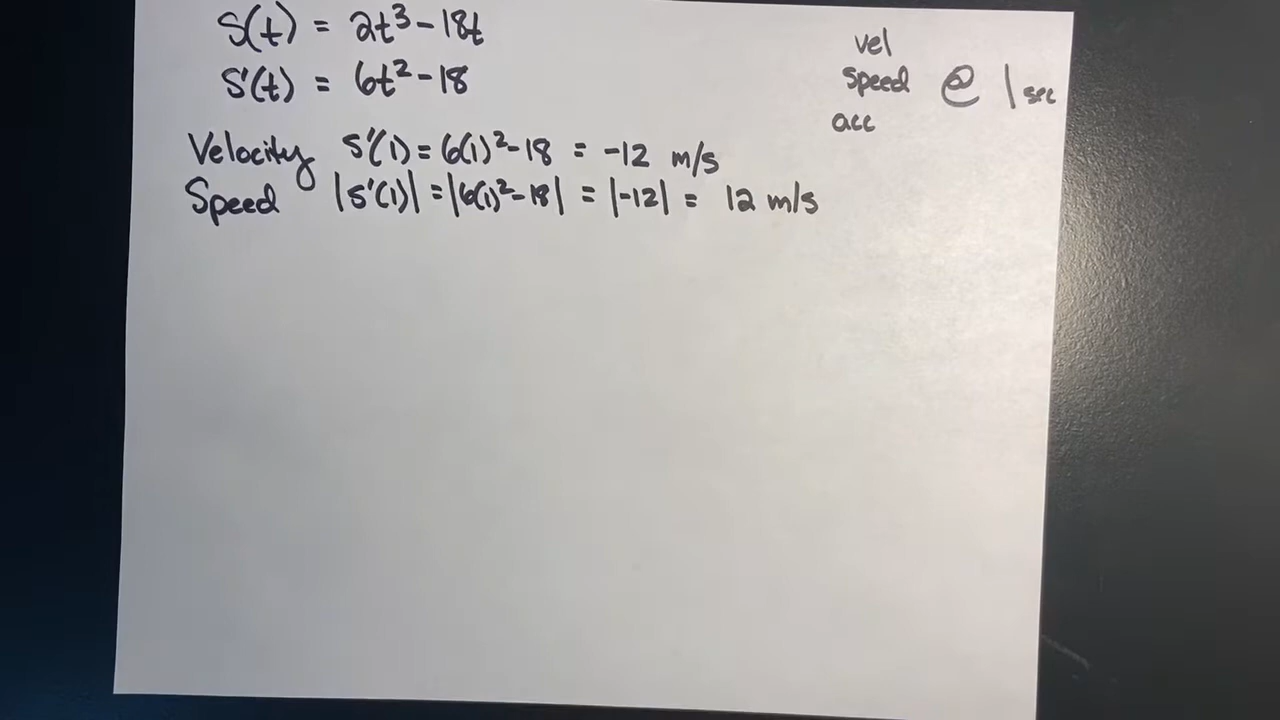 S(t) = 2t³ - 18t
S'(t) = 6t² - 18
vel
speed @ 1 sec
acc
Velocity S'(1) = 6(1)² - 18 = -12 m/s
Speed |S'(1)| = |6(1)² - 18| = |-12| = 12 m/s